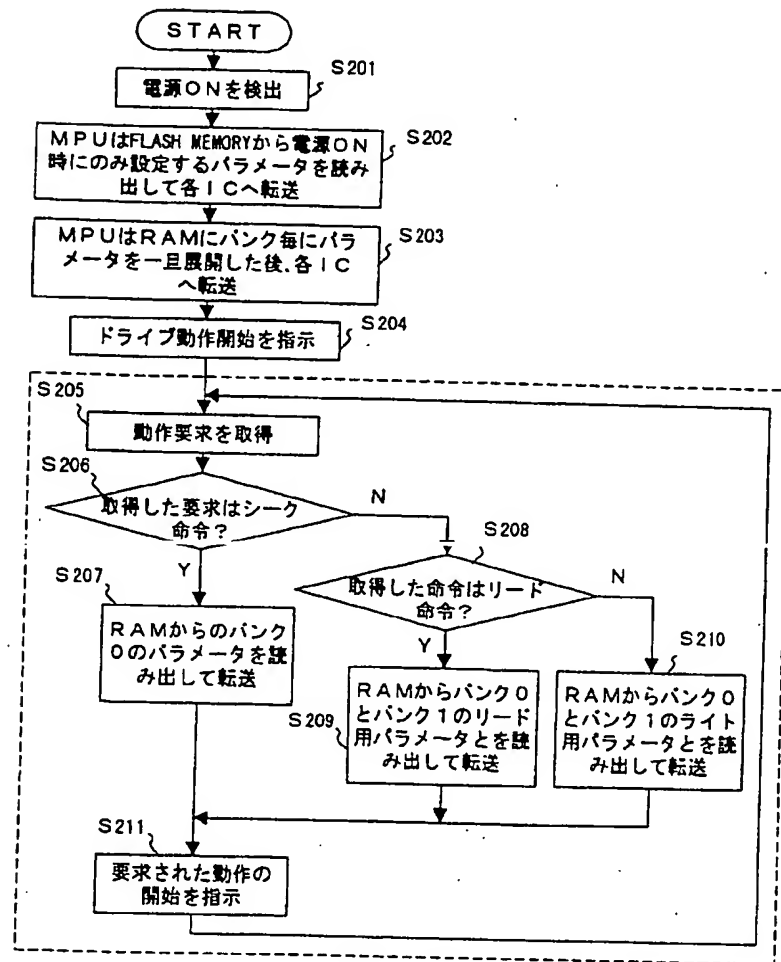 START
S201
電源ONを検出
S202
MPUはFLASH MEMORYから電源ON
時にのみ設定するパラメータを読み
出して各ICへ転送
S203
MPUはRAMにバンク毎にパラ
メータを一旦展開した後、各IC
へ転送
S204
ドライブ動作開始を指示
S205
動作要求を取得
S206
取得した要求はシーク
命令?
N
Y
S207
RAMからのバンク
0のパラメータを読
み出して転送
S208
取得した命令はリード
命令?
N
Y
S209
RAMからバンク0
とバンク1のリード
用パラメータとを読
み出して転送
S210
RAMからバンク0
とバンク1のライト
用パラメータとを読
み出して転送
S211
要求された動作の
開始を指示